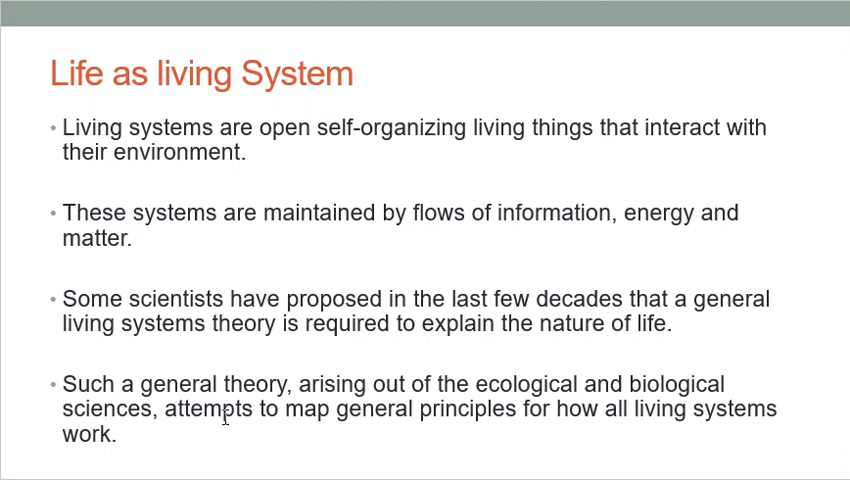 Life as living System
• Living systems are open self-organizing living things that interact with
their environment.
• These systems are maintained by flows of information, energy and
matter.
• Some scientists have proposed in the last few decades that a general
living systems theory is required to explain the nature of life.
• Such a general theory, arising out of the ecological and biological
sciences, attempts to map general principles for how all living systems
work.